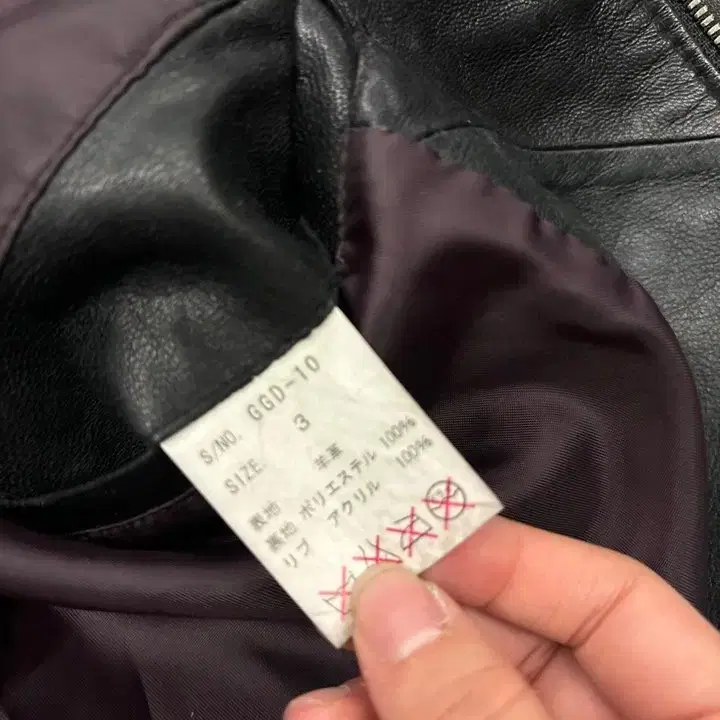 S/NO. GGD-10
SIZE. 3
表地 羊革
裏地 ポリエステル 100%
リブ アクリル 100%